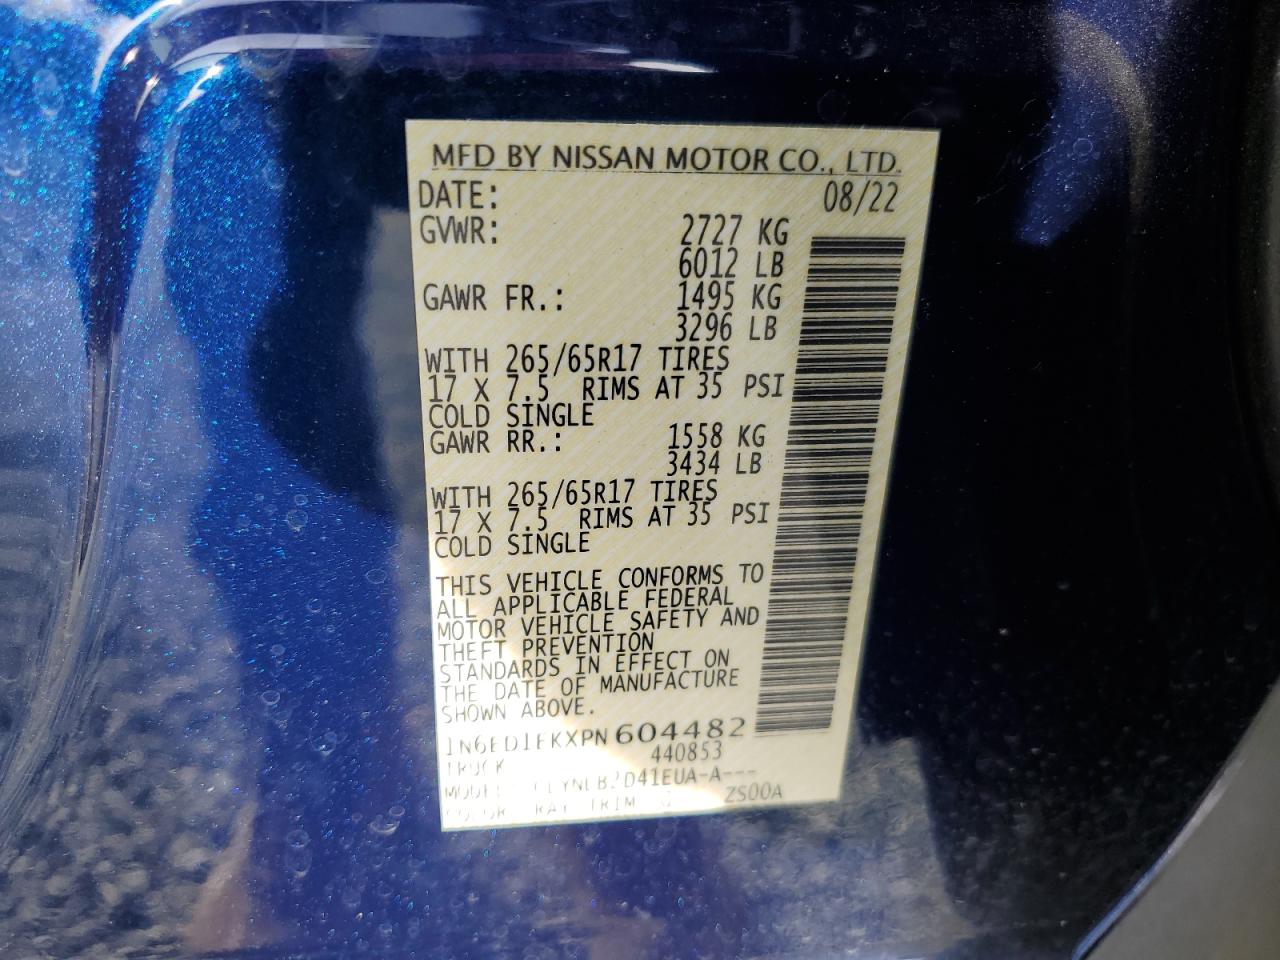 MFD BY NISSAN MOTOR CO., LTD.
DATE: 08/22
GVWR: 2727 KG
6012 LB
GAWR FR.: 1495 KG
3296 LB
WITH 265/65R17 TIRES
17 X 7.5 RIMS AT 35 PSI
COLD SINGLE
GAWR RR.: 1558 KG
3434 LB
WITH 265/65R17 TIRES
17 X 7.5 RIMS AT 35 PSI
COLD SINGLE
THIS VEHICLE CONFORMS TO
ALL APPLICABLE FEDERAL
MOTOR VEHICLE SAFETY AND
THEFT PREVENTION
STANDARDS IN EFFECT ON
THE DATE OF MANUFACTURE
SHOWN ABOVE.
1N6ED1EKXPN604482
TRUCK 440853
MODEL
COLOR RAY TRIM ZS00A